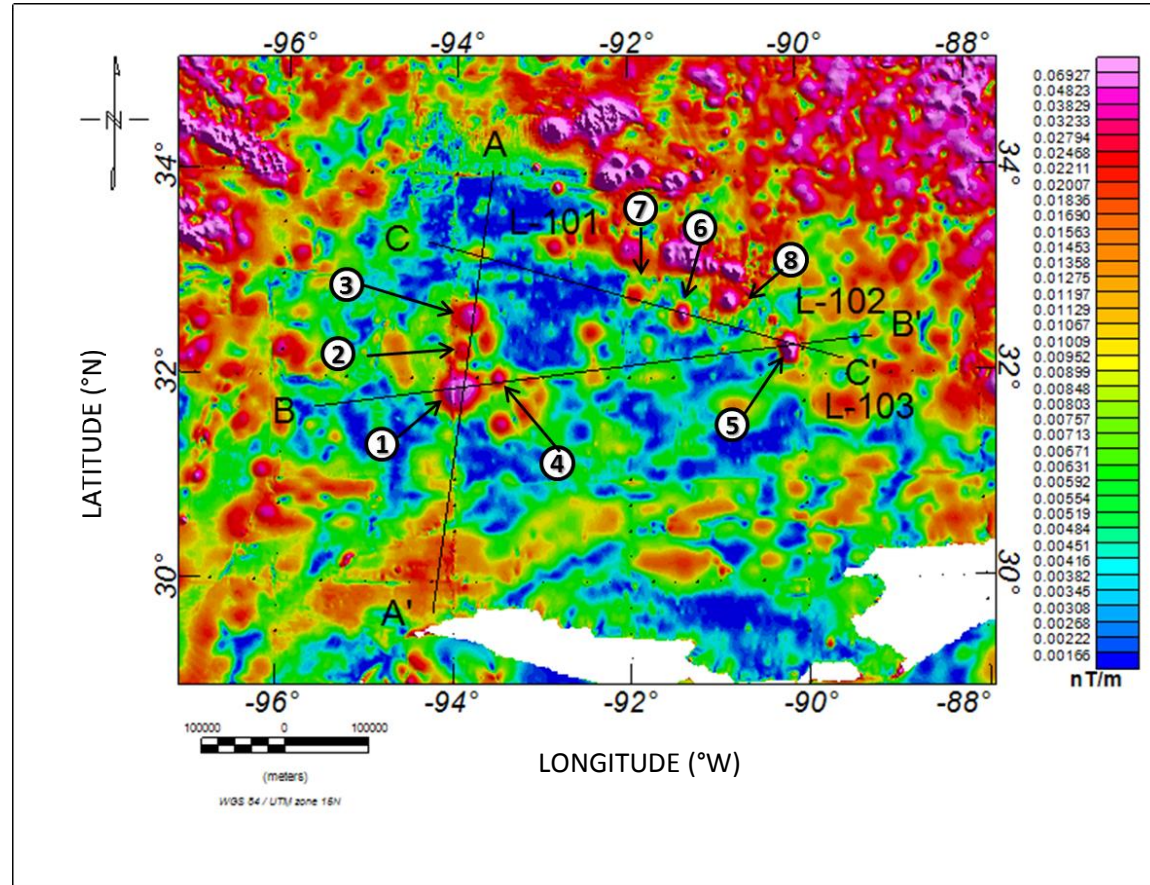 -96° -94° -92° -90° -88°
0.06927
0.04823
0.03829
0.03233
0.02794
0.02468
0.02211
0.02007
0.01836
0.01690
0.01563
0.01453
0.01358
0.01275
0.01197
0.01129
0.01067
0.01009
0.00952
0.00899
0.00848
0.00803
0.00757
0.00713
0.00671
0.00631
0.00592
0.00554
0.00519
0.00484
0.00451
0.00416
0.00382
0.00345
0.00308
0.00268
0.00222
0.00166
nT/m
N
34° 34°
A
7
C L-101
6
8
3
L-102
B'
2
32° 32°
C'
B
L-103
5
1
4
LATITUDE (°N)
30° 30°
A'
-96° -94° -92° -90° -88°
100000 0 100000
(meters)
WGS 84 / UTM zone 15N
LONGITUDE (°W)